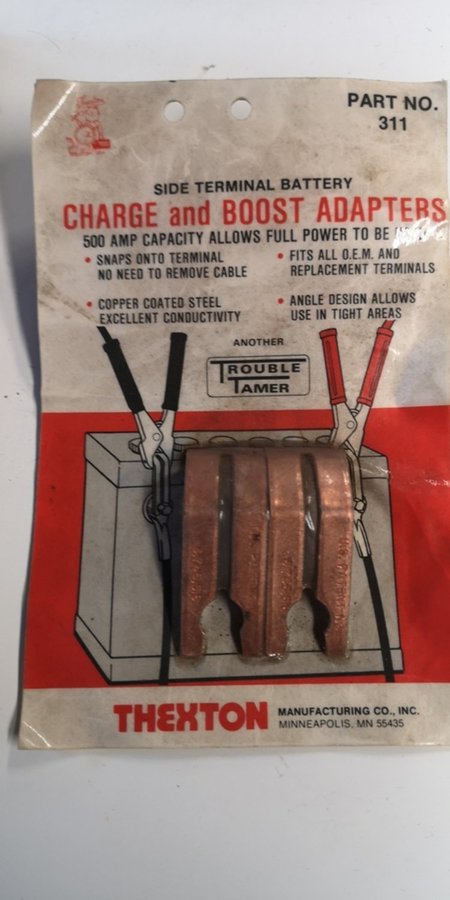 PART NO.
311
SIDE TERMINAL BATTERY
CHARGE and BOOST ADAPTERS
500 AMP CAPACITY ALLOWS FULL POWER TO BE
• SNAPS ONTO TERMINAL
NO NEED TO REMOVE CABLE
• FITS ALL O.E.M. AND
REPLACEMENT TERMINALS
• COPPER COATED STEEL
EXCELLENT CONDUCTIVITY
• ANGLE DESIGN ALLOWS
USE IN TIGHT AREAS
ANOTHER
TROUBLE
TAMER
THEXTON
MANUFACTURING CO., INC.
MINNEAPOLIS, MN 55435